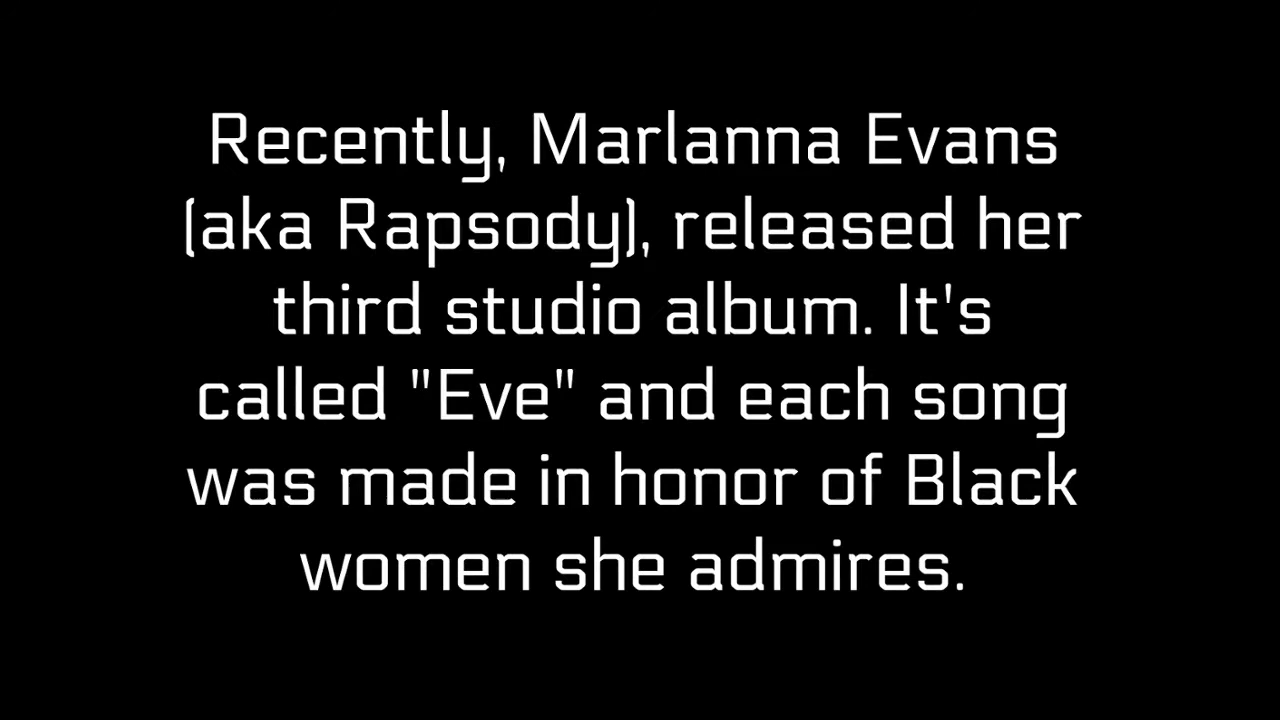 Recently, Marlanna Evans
(aka Rapsody), released her
third studio album. It's
called "Eve" and each song
was made in honor of Black
women she admires.